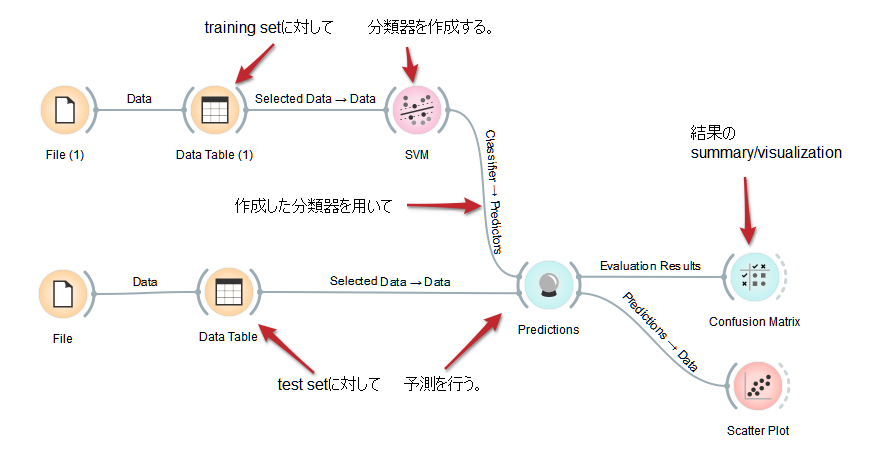 training setに対して
分類器を作成する。
Data
Selected Data → Data
File (1)
Data Table (1)
SVM
結果の
summary/visualization
Classifier → Predictors
作成した分類器を用いて
Data
Selected Data → Data
Evaluation Results
File
Data Table
Predictions
Confusion Matrix
Predictions → Data
test setに対して
予測を行う。
Scatter Plot